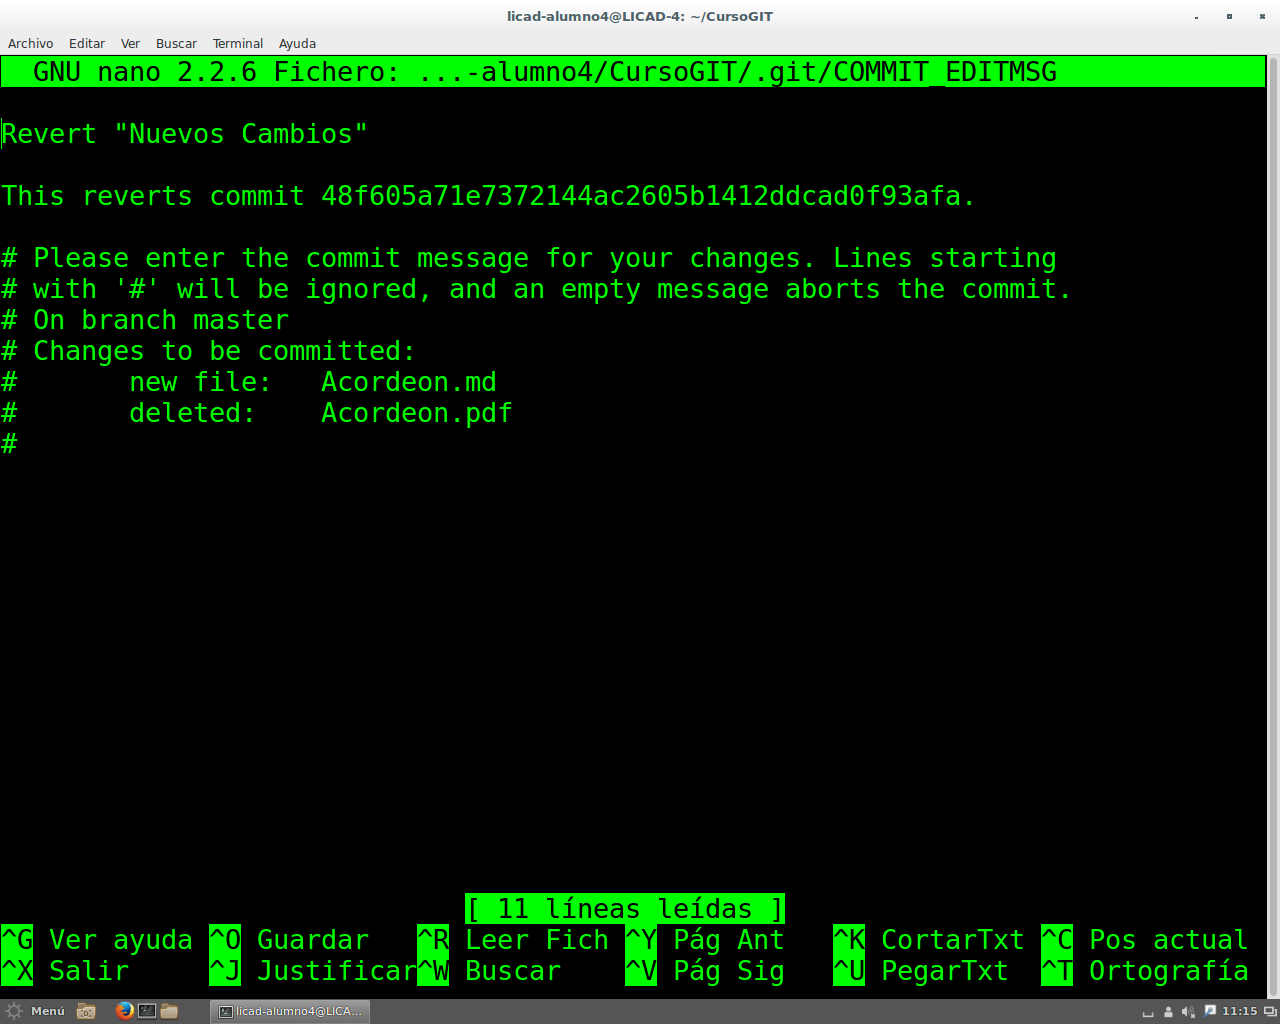 licad-alumno4@LICAD-4: ~/CursoGIT
Archivo Editar Ver Buscar Terminal Ayuda
GNU nano 2.2.6 Fichero: ...-alumno4/CursoGIT/.git/COMMIT_EDITMSG
Revert "Nuevos Cambios"
This reverts commit 48f605a71e7372144ac2605b1412ddcad0f93afa.
# Please enter the commit message for your changes. Lines starting
# with '#' will be ignored, and an empty message aborts the commit.
# On branch master
# Changes to be committed:
#       new file:   Acordeon.md
#       deleted:    Acordeon.pdf
#
[ 11 líneas leídas ]
^G Ver ayuda ^O Guardar ^R Leer Fich ^Y Pág Ant ^K CortarTxt ^C Pos actual
^X Salir ^J Justificar ^W Buscar ^V Pág Sig ^U PegarTxt ^T Ortografía
Menú licad-alumno4@LICA... 11:15